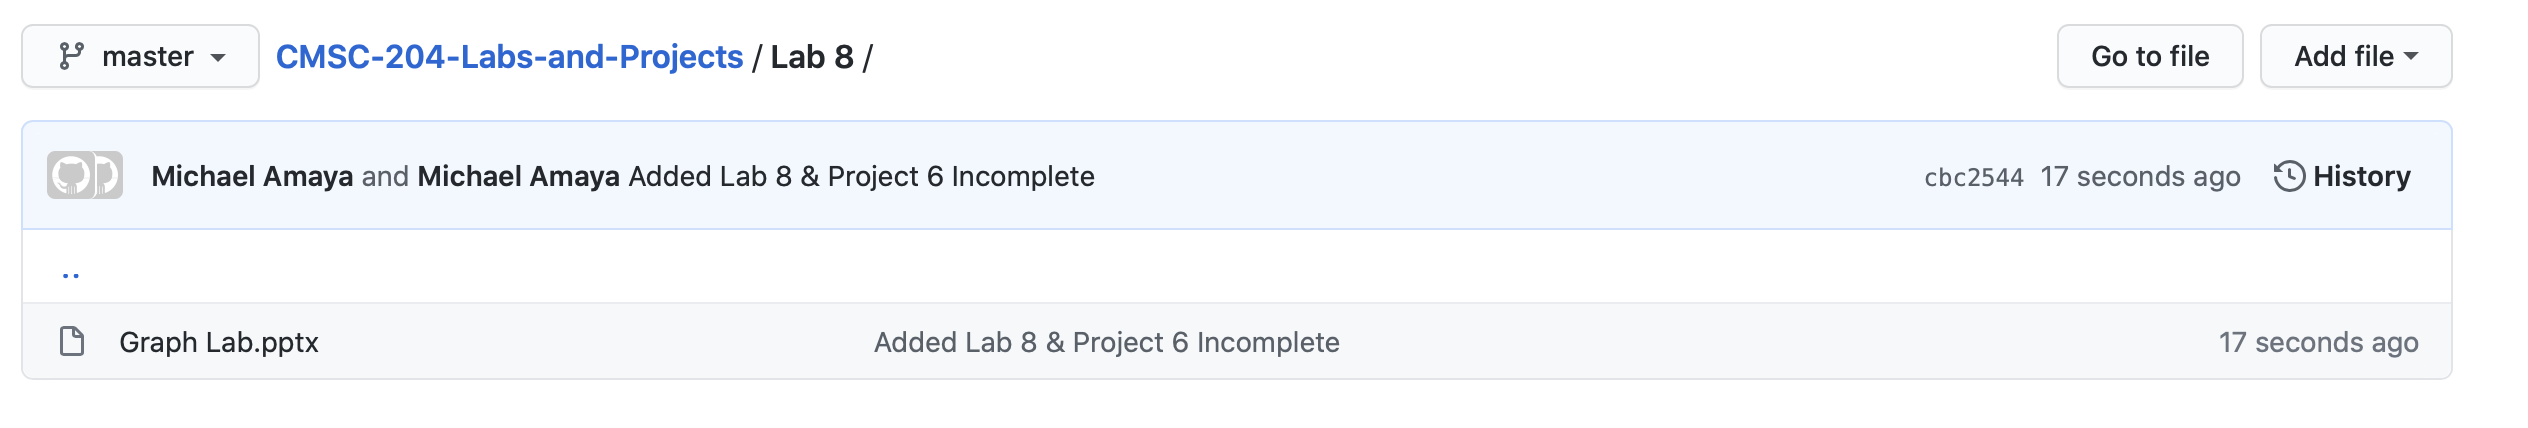 master CMSC-204-Labs-and-Projects / Lab 8 / Go to file Add file
Michael Amaya and Michael Amaya Added Lab 8 & Project 6 Incomplete cbc2544 17 seconds ago History
..
Graph Lab.pptx Added Lab 8 & Project 6 Incomplete 17 seconds ago